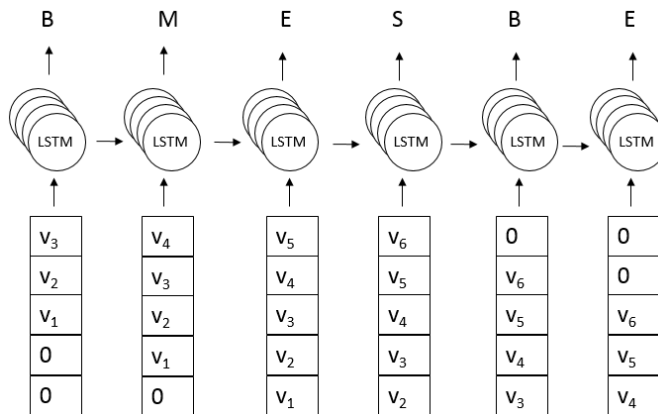 B M E S B E
LSTM LSTM LSTM LSTM LSTM LSTM
v₃ v₄ v₅ v₆ 0 0
v₂ v₃ v₄ v₅ v₆ 0
v₁ v₂ v₃ v₄ v₅ v₆
0 v₁ v₂ v₃ v₄ v₅
0 0 v₁ v₂ v₃ v₄